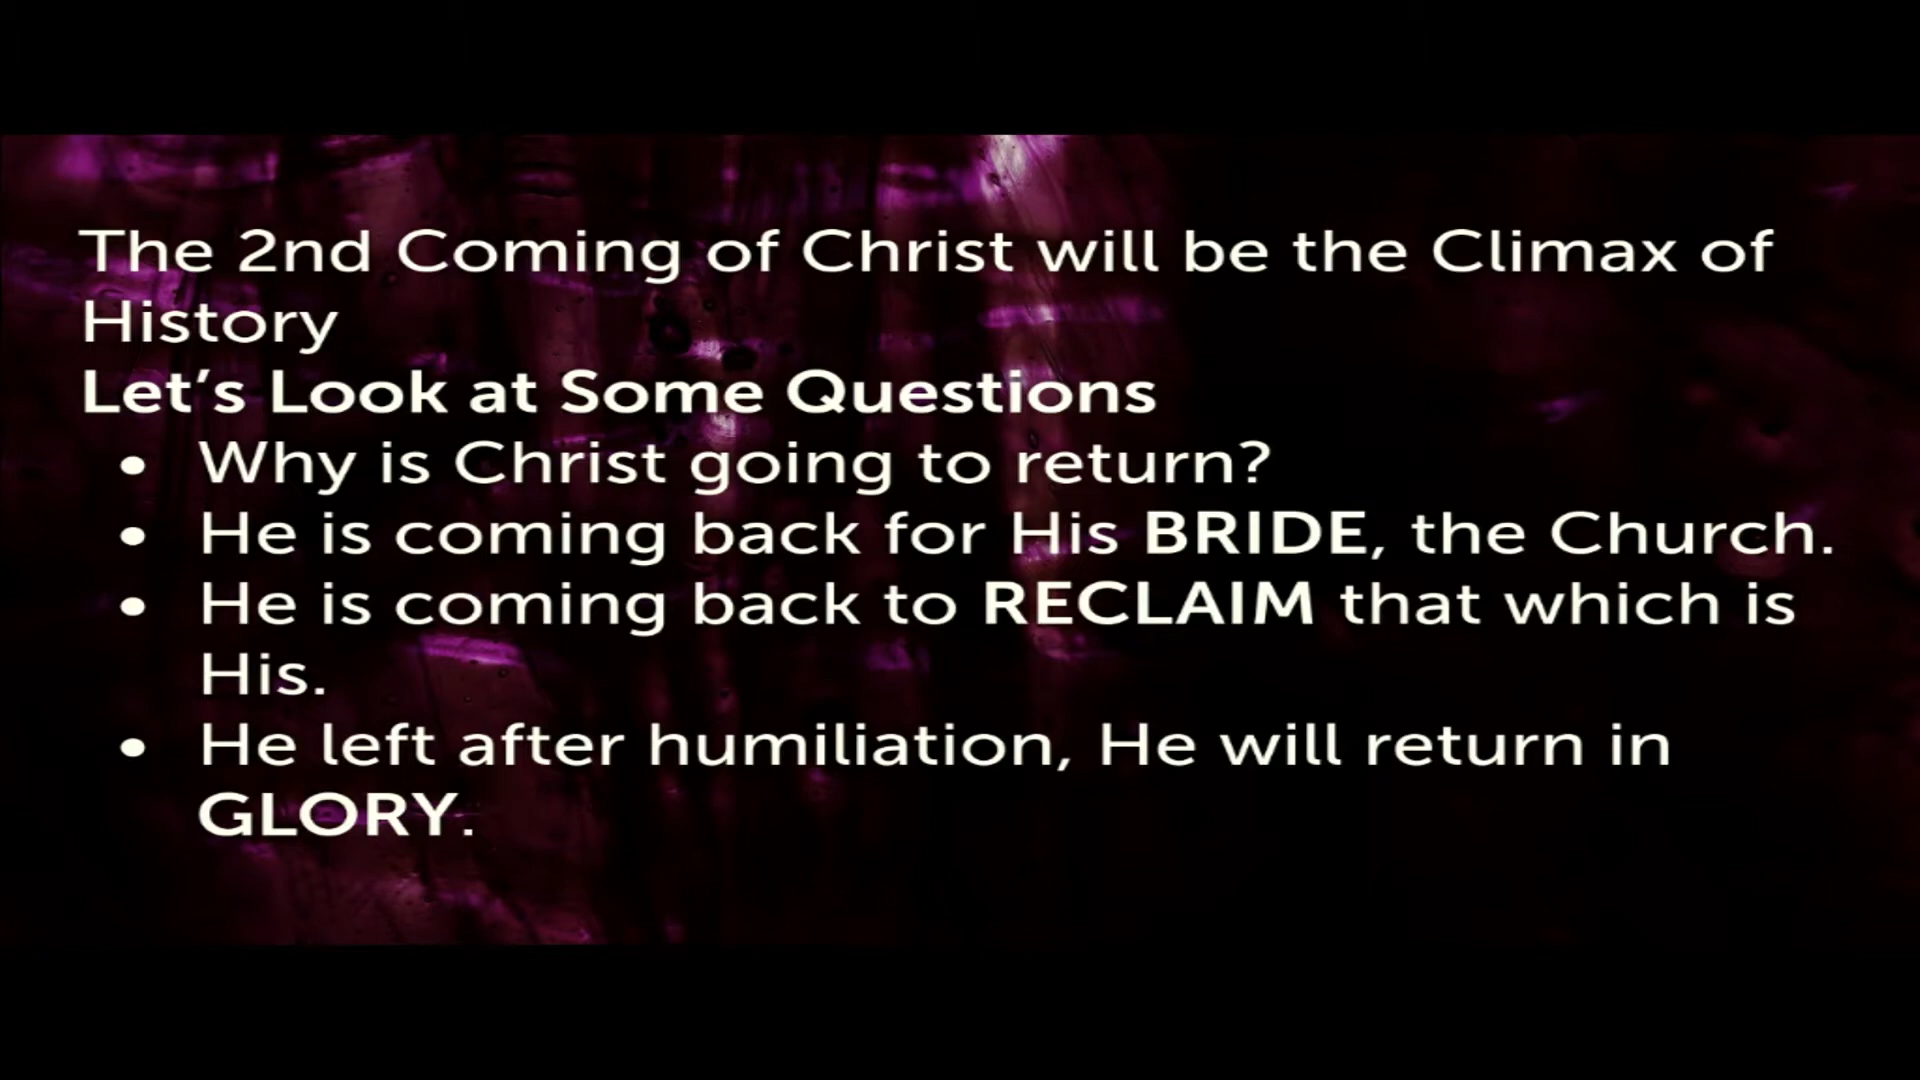 The 2nd Coming of Christ will be the Climax of
History
Let’s Look at Some Questions
• Why is Christ going to return?
• He is coming back for His BRIDE, the Church.
• He is coming back to RECLAIM that which is
His.
• He left after humiliation, He will return in
GLORY.